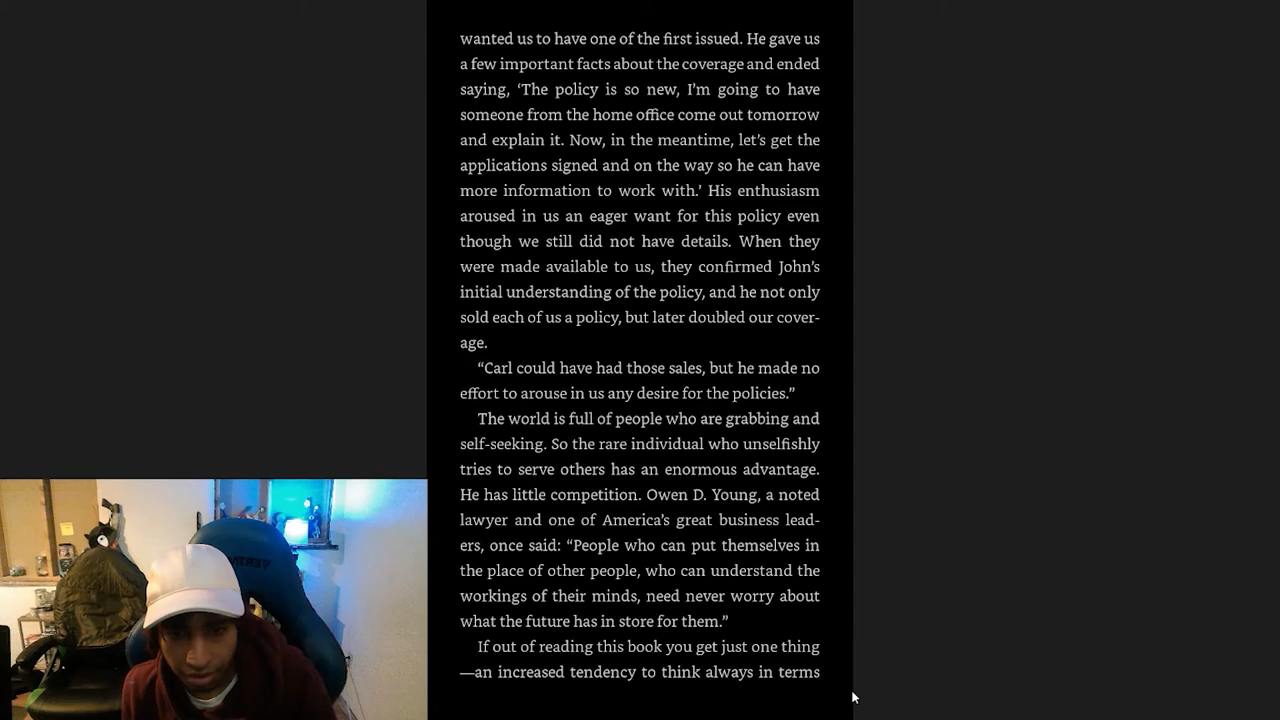 wanted us to have one of the first issued. He gave us
a few important facts about the coverage and ended
saying, ‘The policy is so new, I’m going to have
someone from the home office come out tomorrow
and explain it. Now, in the meantime, let’s get the
applications signed and on the way so he can have
more information to work with.’ His enthusiasm
aroused in us an eager want for this policy even
though we still did not have details. When they
were made available to us, they confirmed John’s
initial understanding of the policy, and he not only
sold each of us a policy, but later doubled our cover-
age.
“Carl could have had those sales, but he made no
effort to arouse in us any desire for the policies.”
The world is full of people who are grabbing and
self-seeking. So the rare individual who unselfishly
tries to serve others has an enormous advantage.
He has little competition. Owen D. Young, a noted
lawyer and one of America’s great business lead-
ers, once said: “People who can put themselves in
the place of other people, who can understand the
workings of their minds, need never worry about
what the future has in store for them.”
If out of reading this book you get just one thing
—an increased tendency to think always in terms